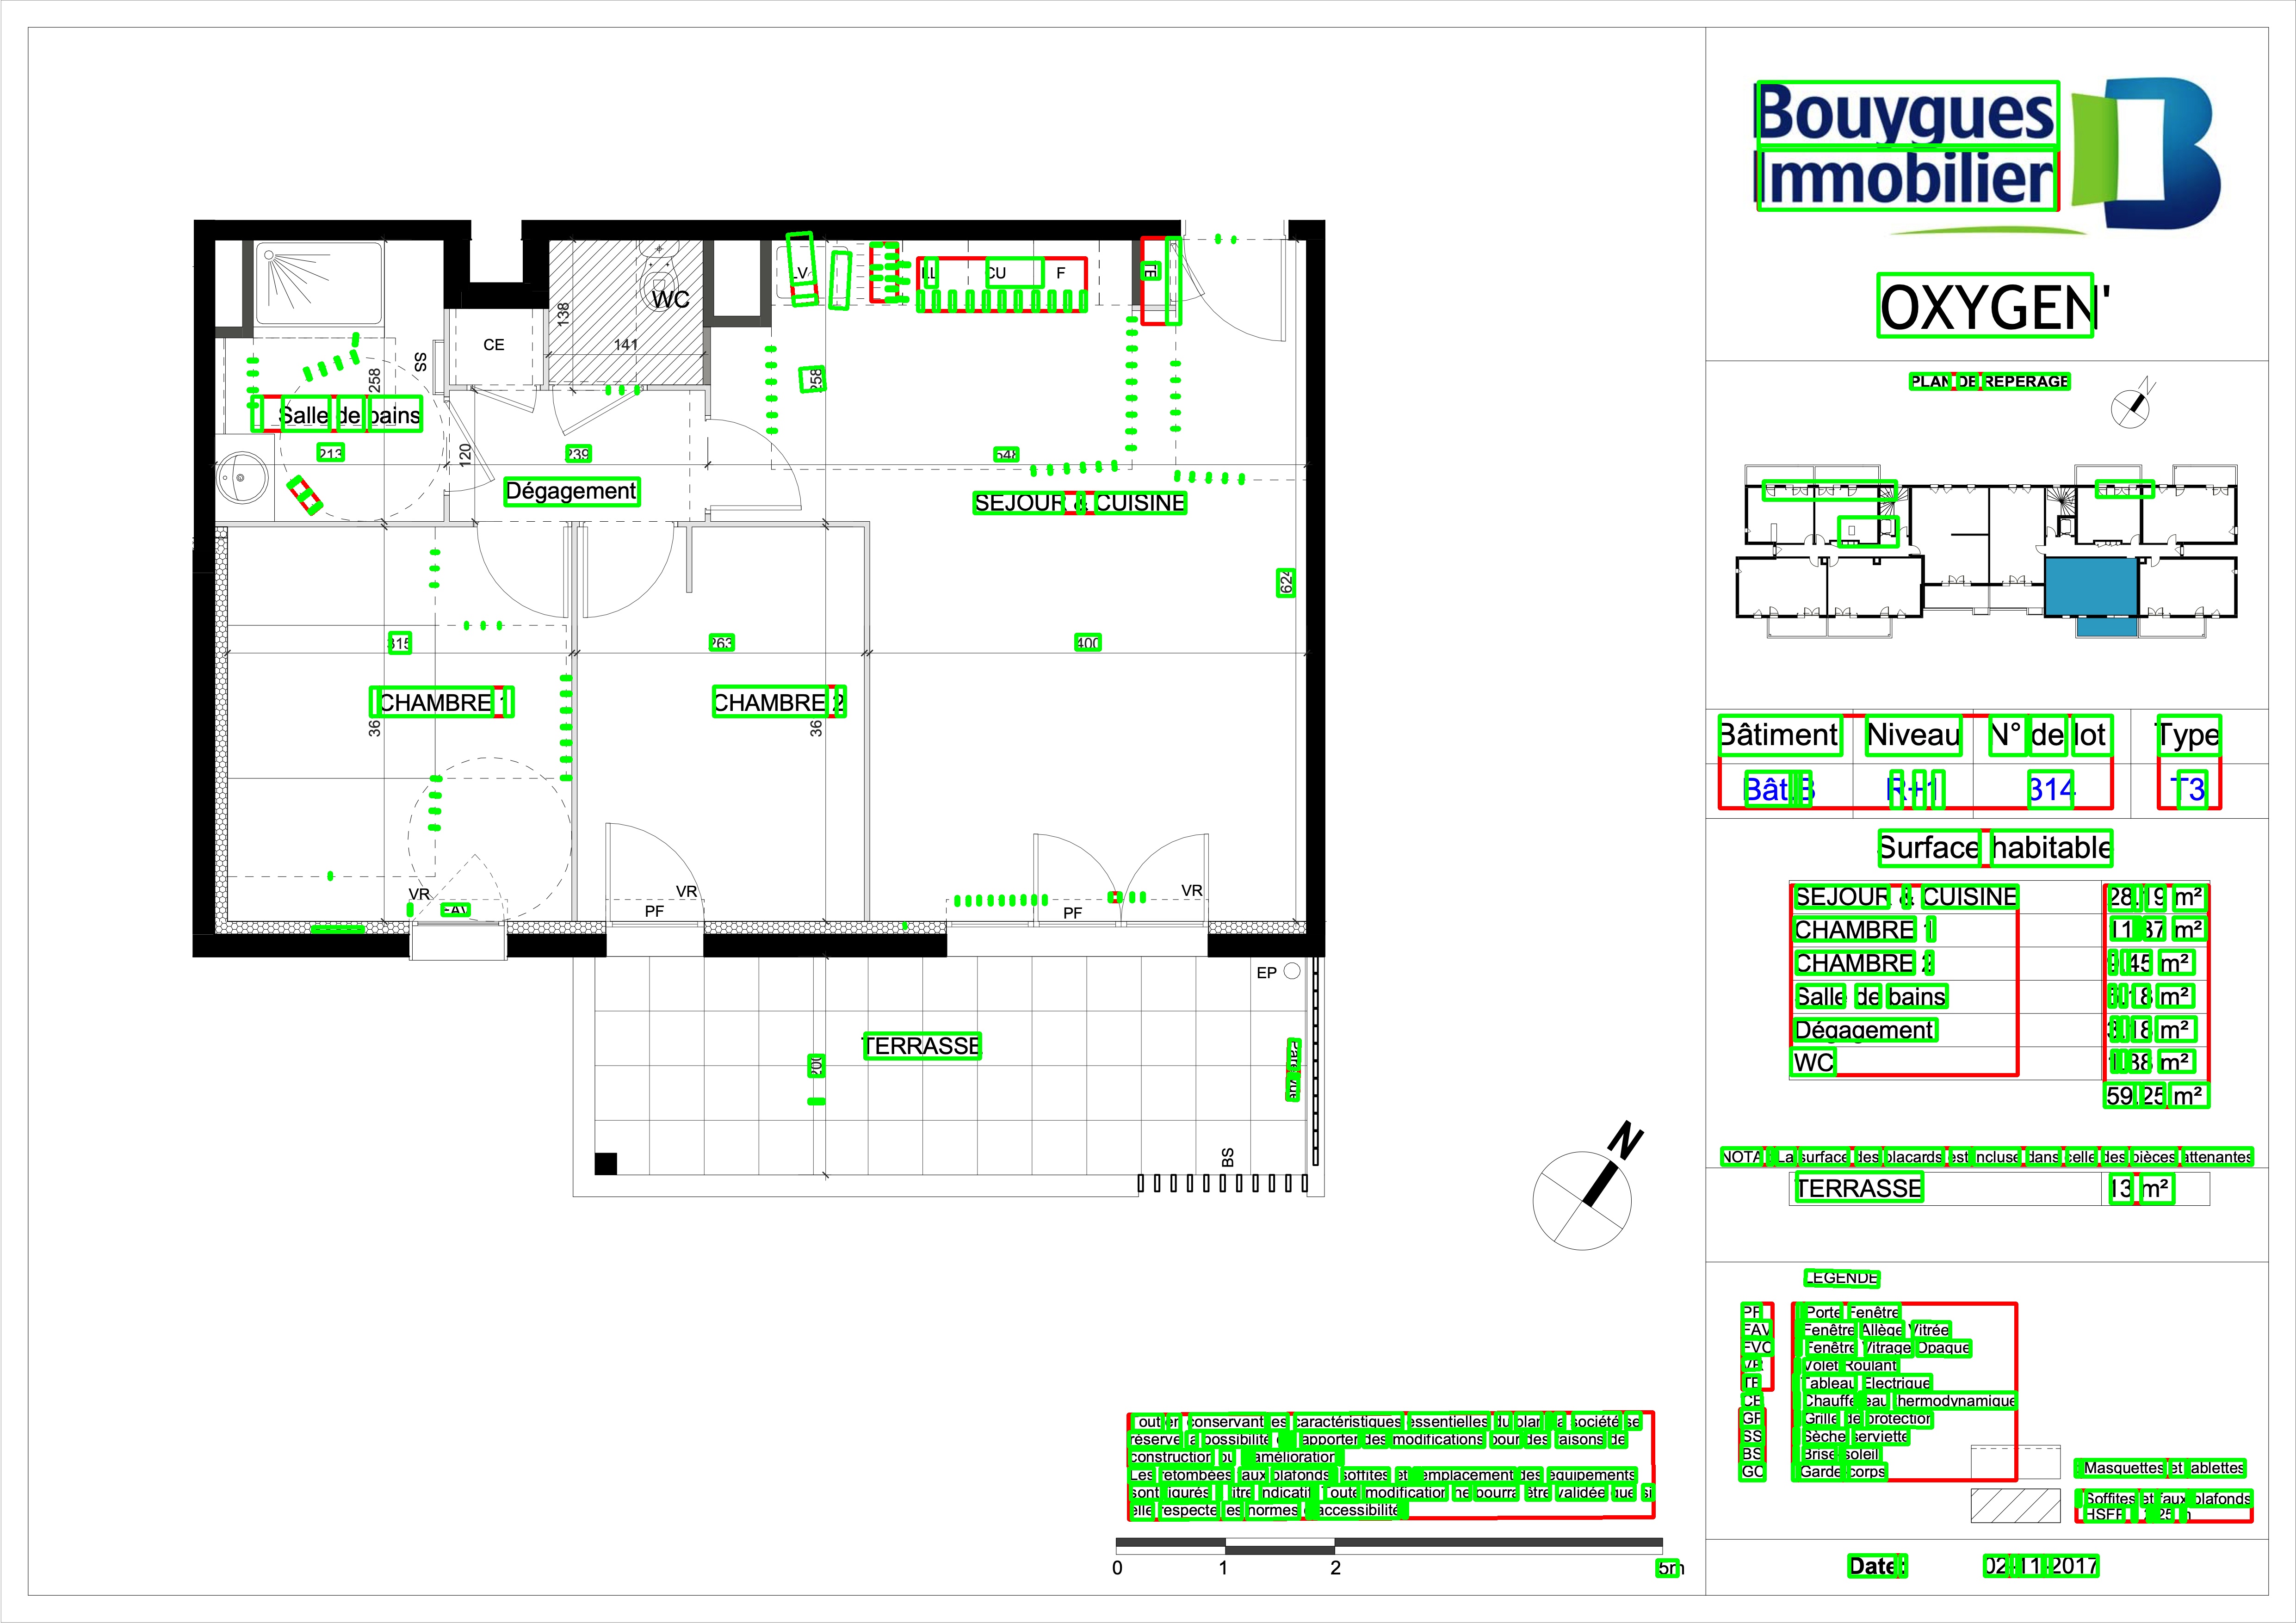 Bouygues
Immobilier
OXYGEN'
PLAN DE REPERAGE
N
Bâtiment Niveau N° de lot Type
Bât.B R+1 314 T3
Surface habitable
SEJOUR & CUISINE 28.19 m²
CHAMBRE 1 11.37 m²
CHAMBRE 2 9.45 m²
Salle de bains 5.18 m²
Dégagement 3.18 m²
WC 1.88 m²
59.25 m²
NOTA : La surface des placards est incluse dans celle des pièces attenantes
TERRASSE 13 m²
LEGENDE
PF : Porte Fenêtre
FAV : Fenêtre Allège Vitrée
FVO : Fenêtre Vitrage Opaque
VR : Volet Roulant
TE : Tableau Electrique
CE : Chauffe eau thermodynamique
GP : Grille de protection
SS : Sèche serviette
BS : Brise soleil
GC : Garde corps
: Masquettes et tablettes
: Soffites et faux plafonds
Date: 02-11-2017
LV
LL
CU
F
TE
WC
138
141
CE
SS
258
258
Salle de bains
213
120
239
Dégagement
548
SEJOUR & CUISINE
624
315
263
400
CHAMBRE 1
CHAMBRE 2
36
36
VR
FAV
VR
PF
VR
PF
EP
TERRASSE
200
Pare vue
BS
N
Tout en conservant les caractéristiques essentielles du plan, la société se
réserve la possibilité d'apporter des modifications pour des raisons de
construction ou d'amélioration.
Les retombées, faux plafonds, soffites et l'emplacement des équipements
sont figurés à titre indicatif. Toute modification ne pourra être validée que si
elle respecte les normes d'accessibilité.
0 1 2 5m